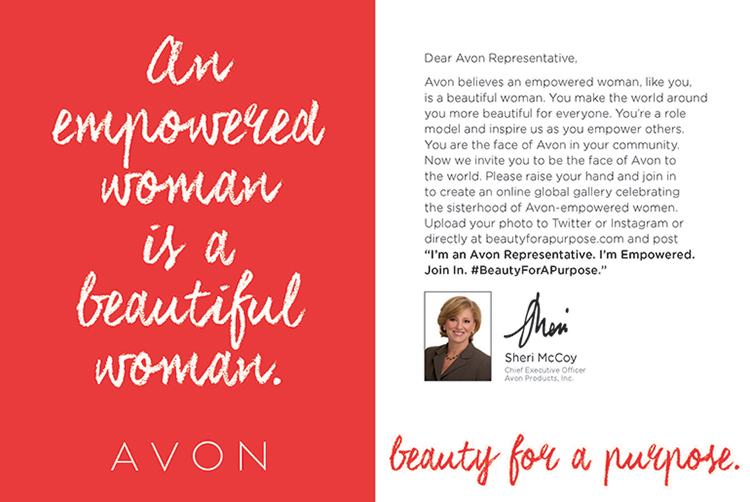 An
empowered
woman
is a
beautiful
woman.
AVON
Dear Avon Representative,
Avon believes an empowered woman, like you,
is a beautiful woman. You make the world around
you more beautiful for everyone. You’re a role
model and inspire us as you empower others.
You are the face of Avon in your community.
Now we invite you to be the face of Avon to
the world. Please raise your hand and join in
to create an online global gallery celebrating
the sisterhood of Avon-empowered women.
Upload your photo to Twitter or Instagram or
directly at beautyforapurpose.com and post
“I’m an Avon Representative. I’m Empowered.
Join In. #BeautyForAPurpose.”
Sheri
Sheri McCoy
Chief Executive Officer
Avon Products, Inc.
beauty for a purpose.